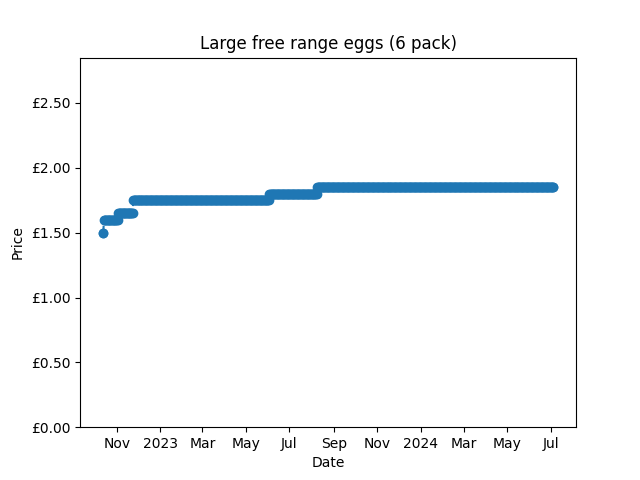 Large free range eggs (6 pack)
£2.50
£2.00
£1.50
£1.00
£0.50
£0.00
Price
Nov 2023 Mar May Jul Sep Nov 2024 Mar May Jul
Date